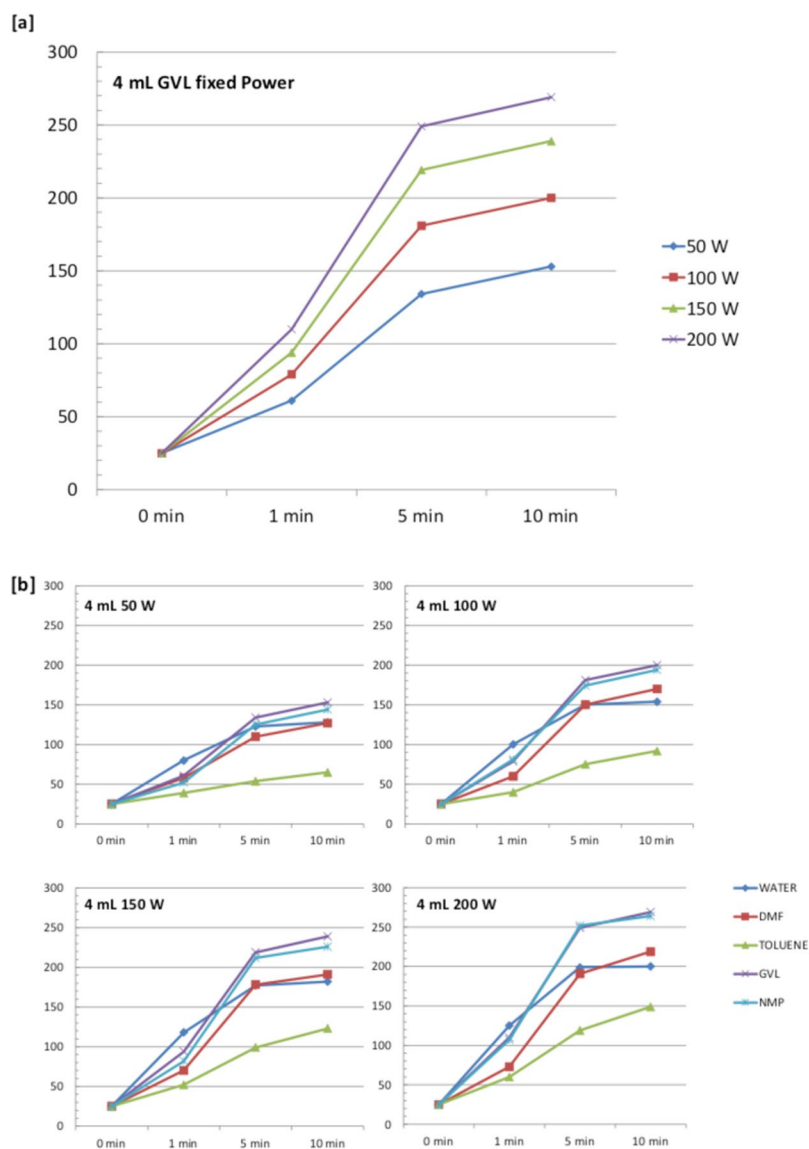 [a]
300
4 mL GVL fixed Power
250
200
150
100
50
0
0 min 1 min 5 min 10 min
50 W
100 W
150 W
200 W
[b]
300
4 mL 50 W
250
200
150
100
50
0
0 min 1 min 5 min 10 min
300
4 mL 100 W
250
200
150
100
50
0
0 min 1 min 5 min 10 min
300
4 mL 150 W
250
200
150
100
50
0
0 min 1 min 5 min 10 min
300
4 mL 200 W
250
200
150
100
50
0
0 min 1 min 5 min 10 min
WATER
DMF
TOLUENE
GVL
NMP